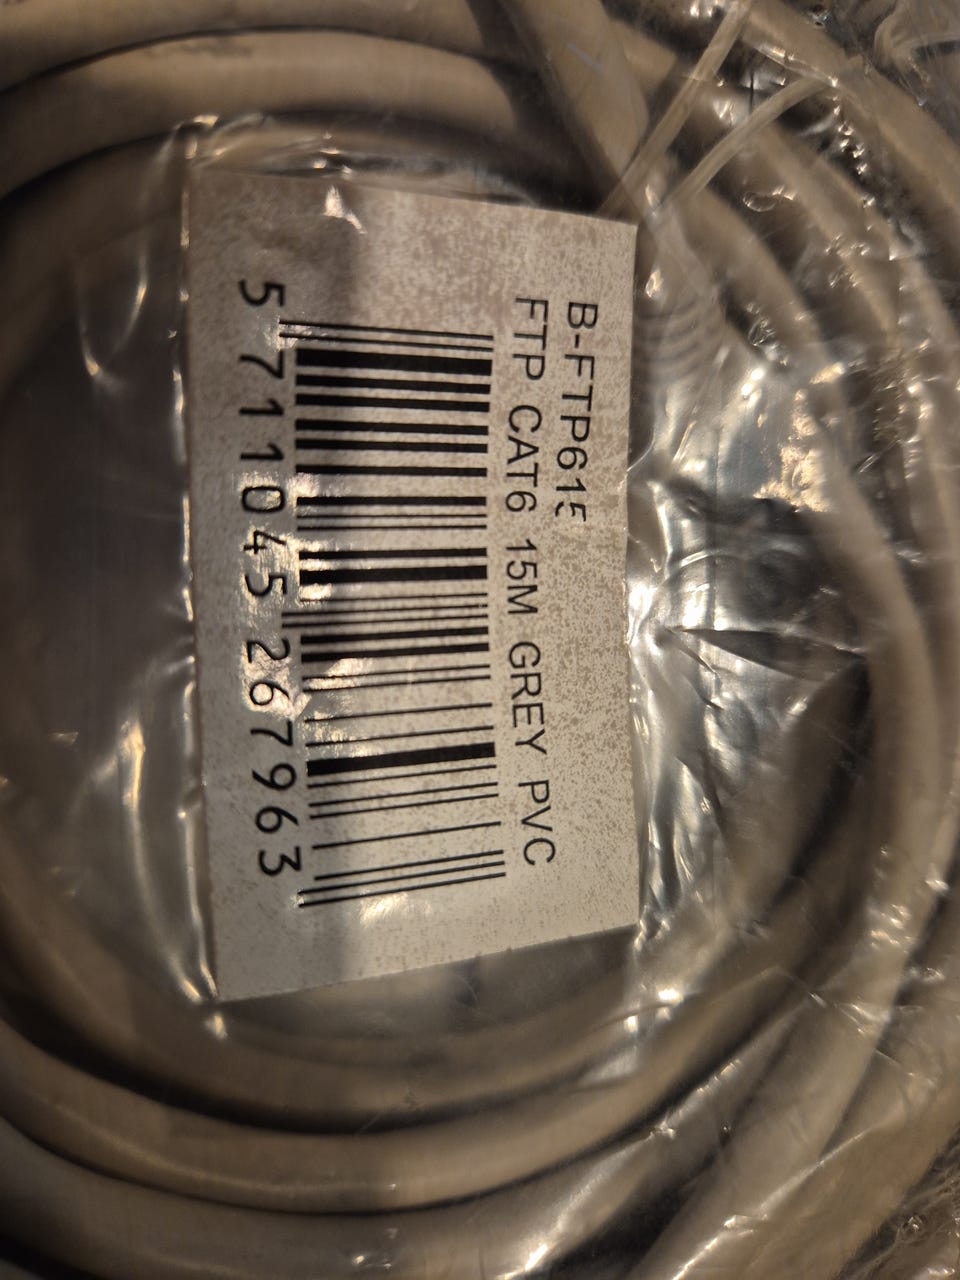 B-FTP615
FTP CAT6 15M GREY PVC
5 711045 267963